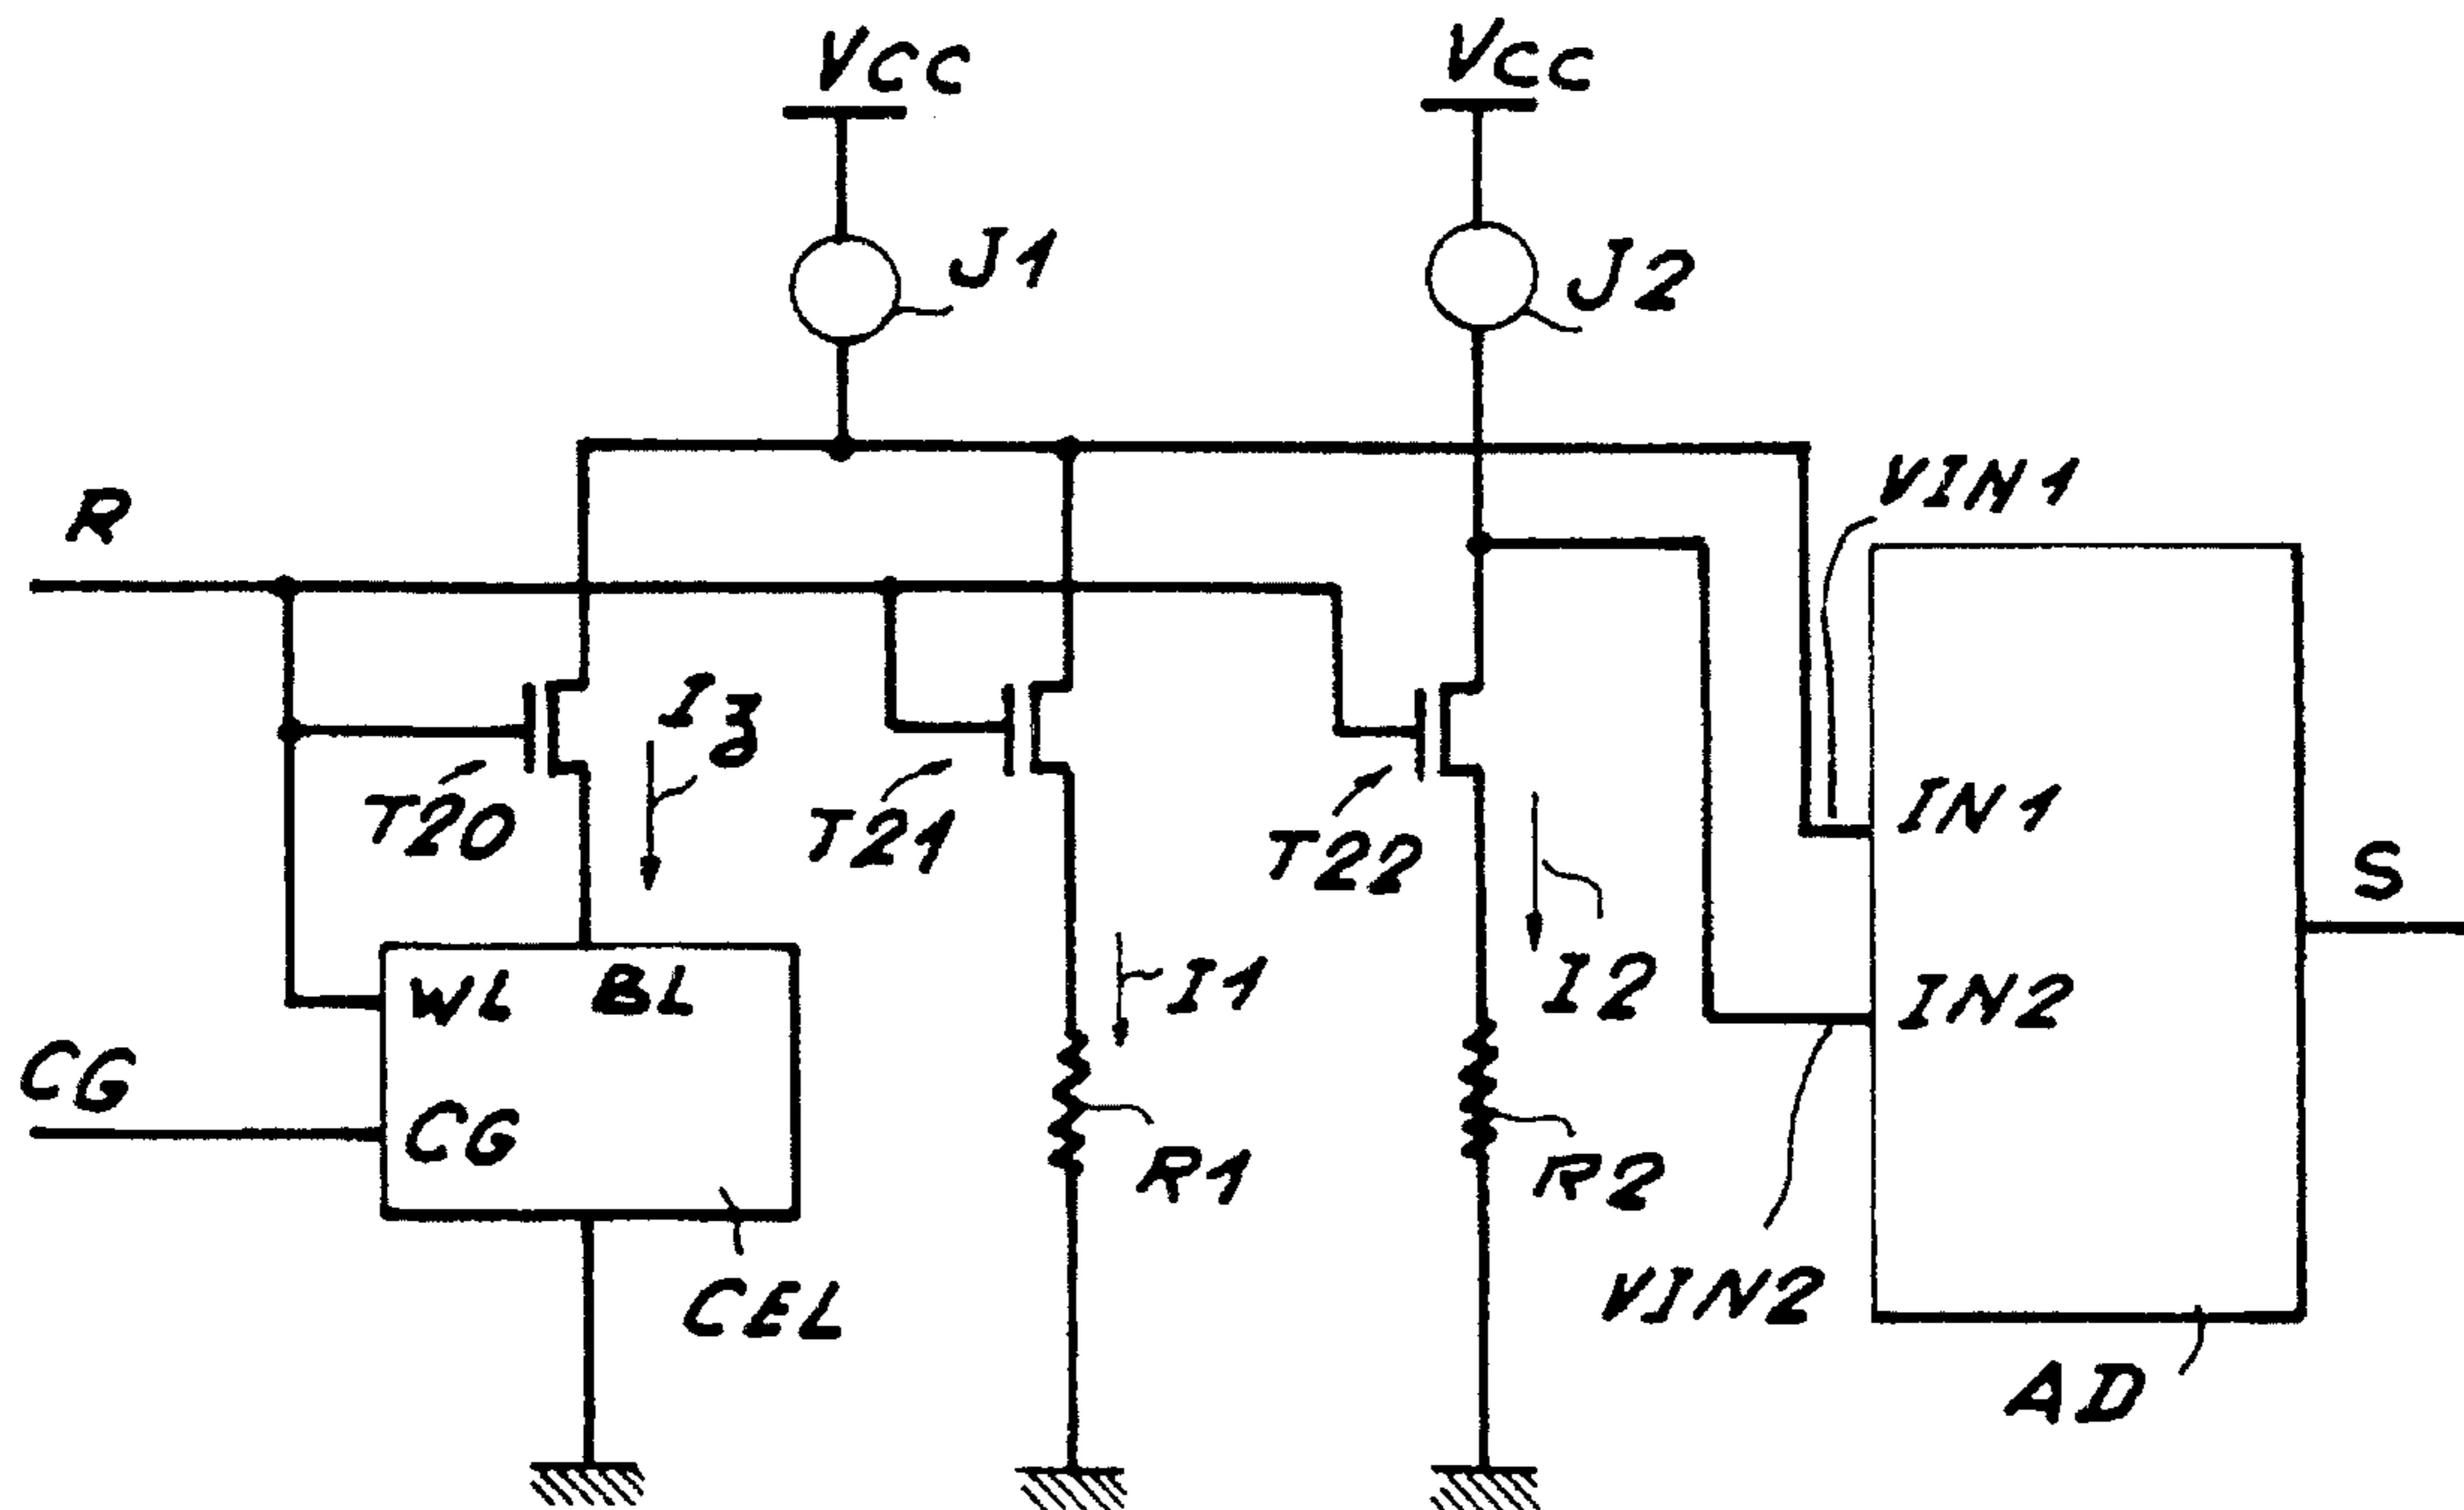 VCC
Vcc
J1
J2
R
VIN1
I3
T20
T21
T22
IN1
S
WL BL
I1
I2
IN2
CG
CG
R1
R2
CEL
VIN2
AD